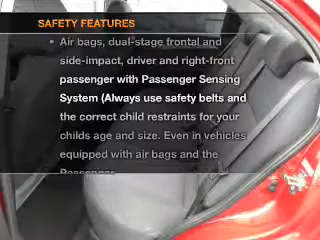 SAFETY FEATURES
• Air bags, dual-stage frontal and
side-impact, driver and right-front
passenger with Passenger Sensing
System (Always use safety belts and
the correct child restraints for your
childs age and size. Even in vehicles
equipped with air bags and the
Passenger